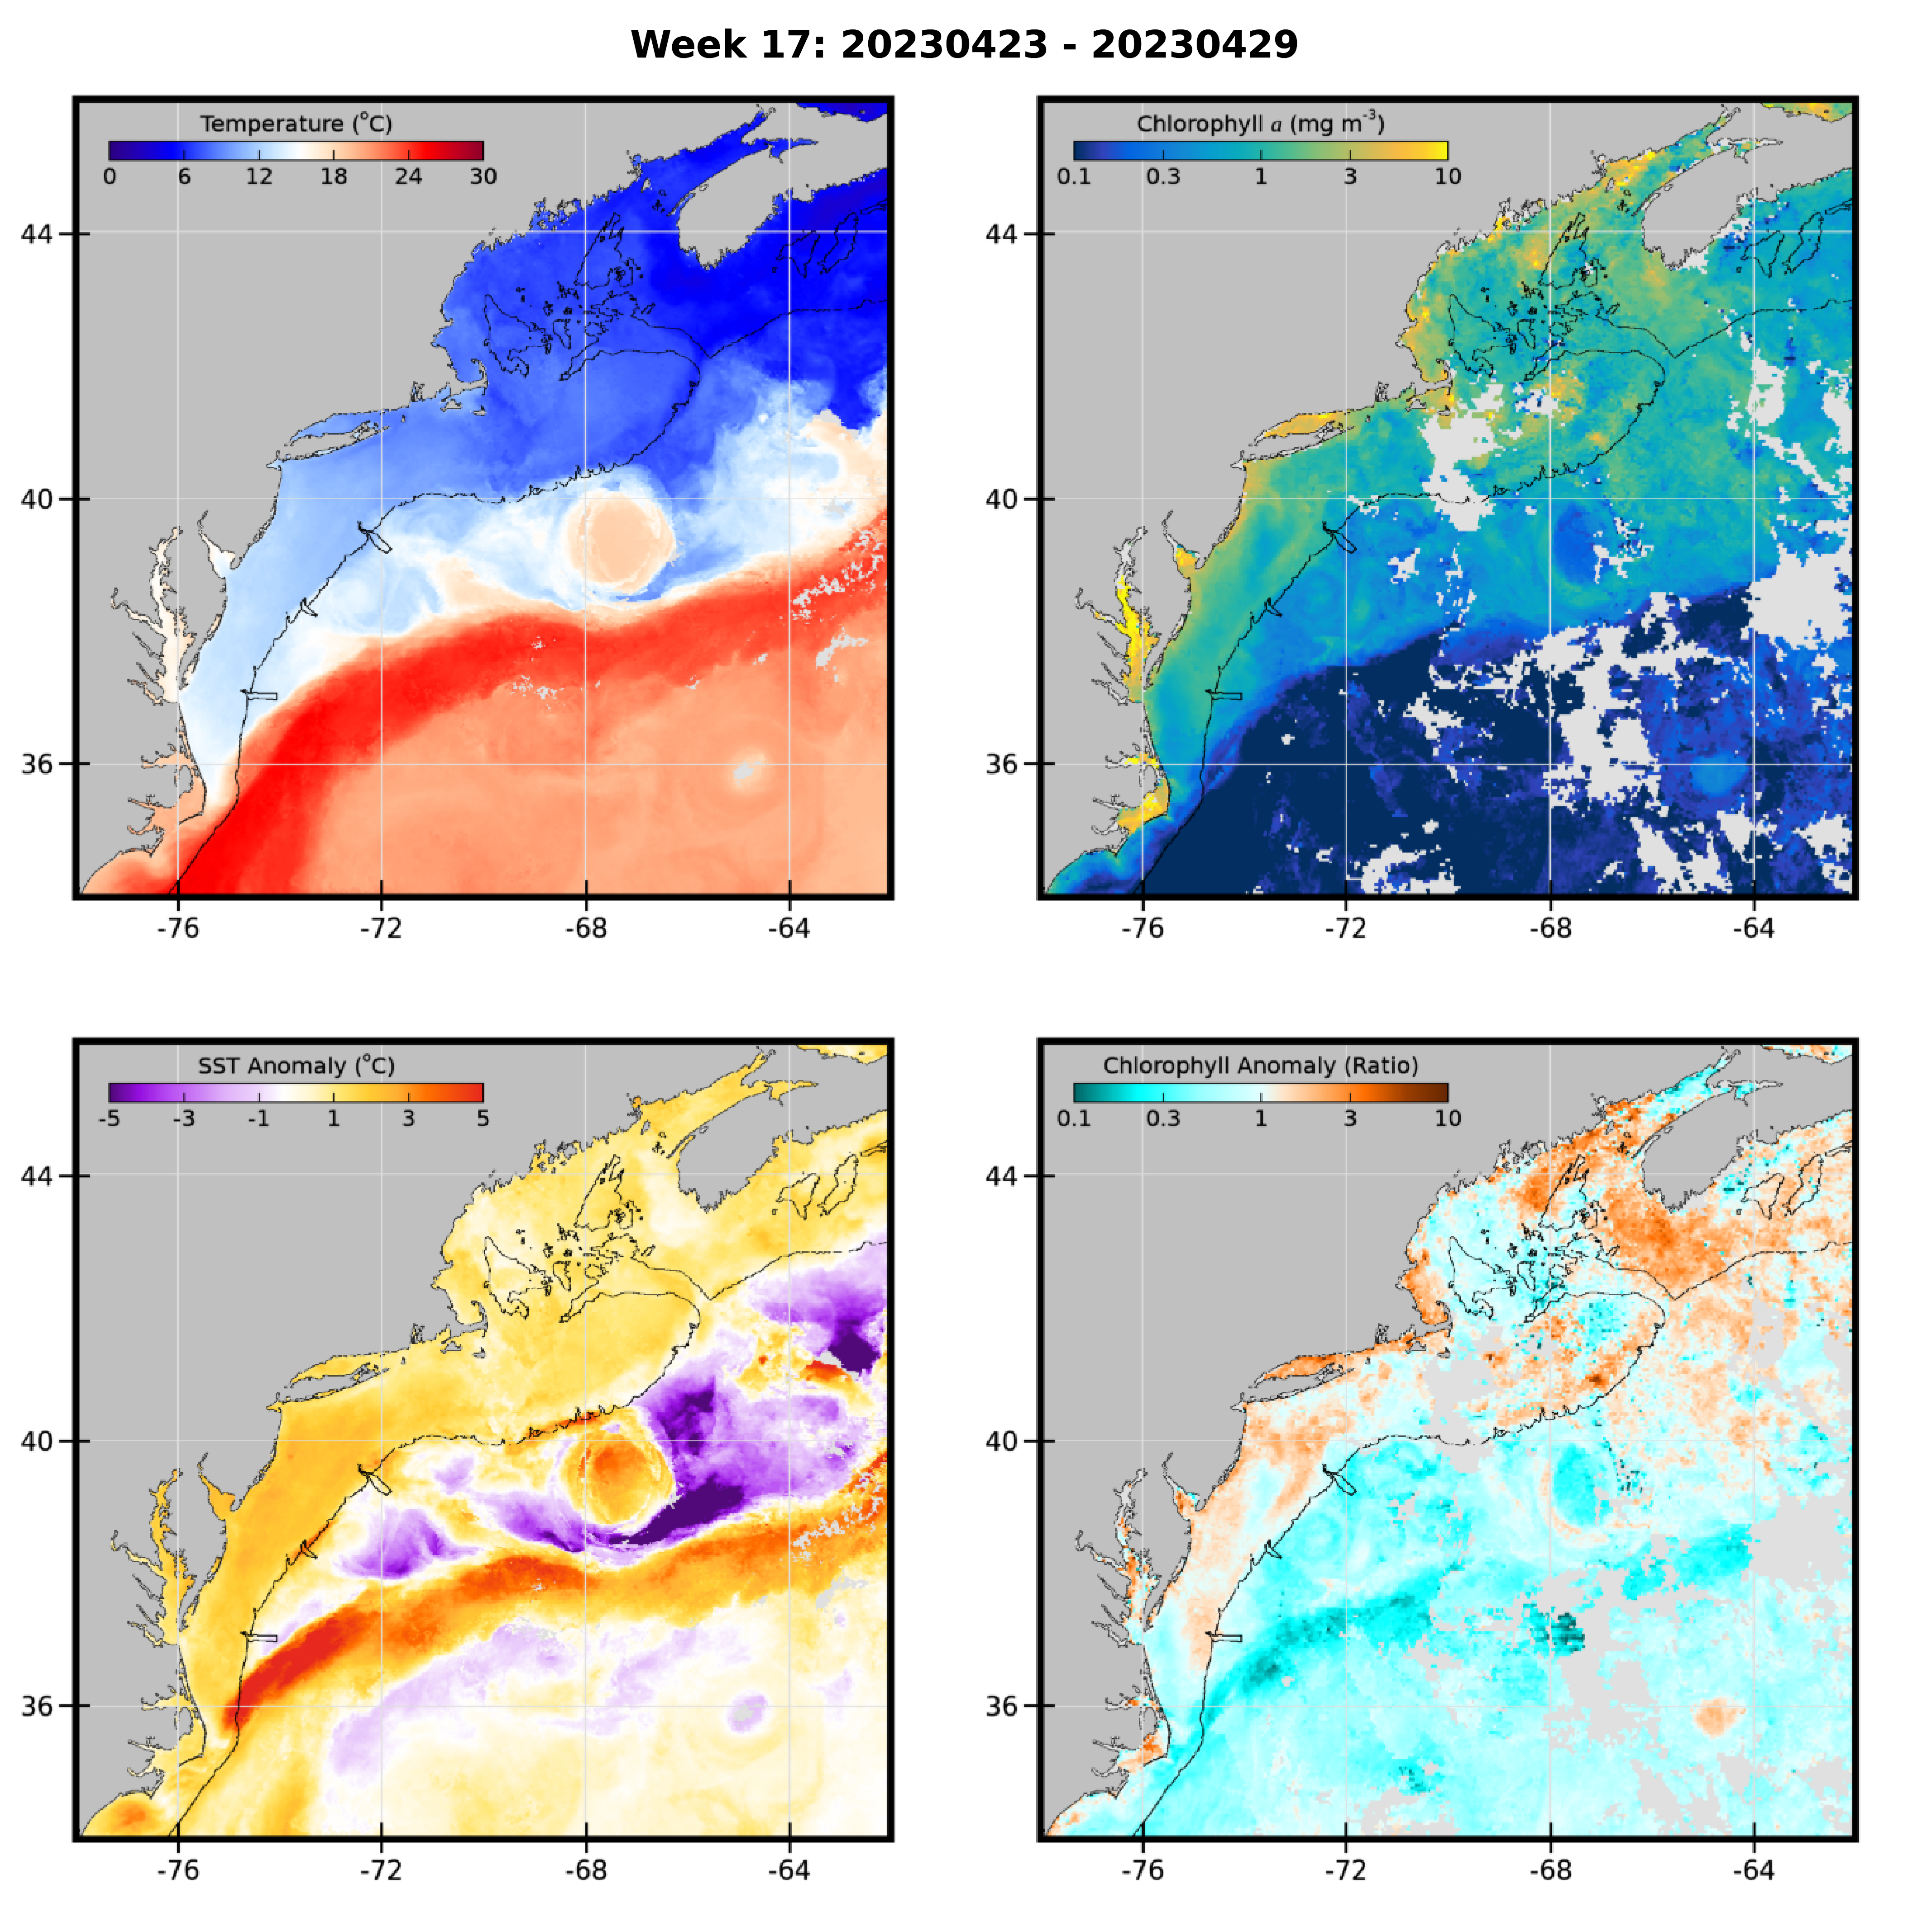 Week 17: 20230423 - 20230429
Temperature (°C)
0 6 12 18 24 30
44
40
36
-76 -72 -68 -64
Chlorophyll a (mg m⁻³)
0.1 0.3 1 3 10
44
40
36
-76 -72 -68 -64
SST Anomaly (°C)
-5 -3 -1 1 3 5
44
40
36
-76 -72 -68 -64
Chlorophyll Anomaly (Ratio)
0.1 0.3 1 3 10
44
40
36
-76 -72 -68 -64